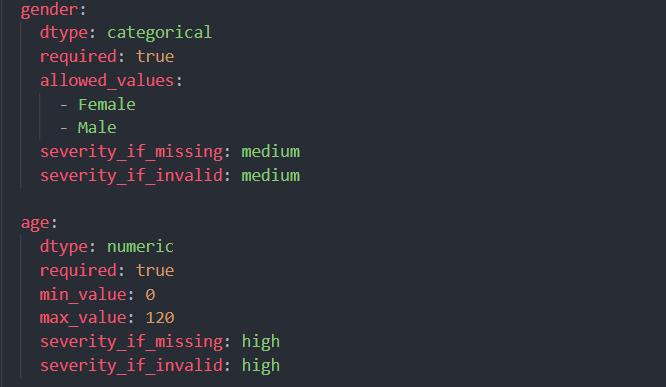 gender:
  dtype: categorical
  required: true
  allowed_values:
    - Female
    - Male
  severity_if_missing: medium
  severity_if_invalid: medium

age:
  dtype: numeric
  required: true
  min_value: 0
  max_value: 120
  severity_if_missing: high
  severity_if_invalid: high